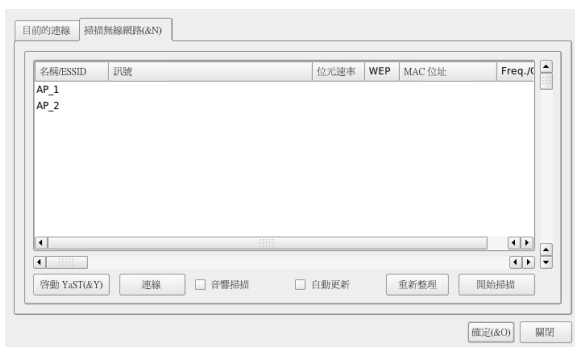 目前的連線 掃描無線網路(&N)
名稱/ESSID 訊號 位元速率 WEP MAC 位址 Freq./
AP_1
AP_2
啓動 YaST(&Y) 連線 音響掃描 自動更新 重新整理 開始掃描
確定(&O) 關閉